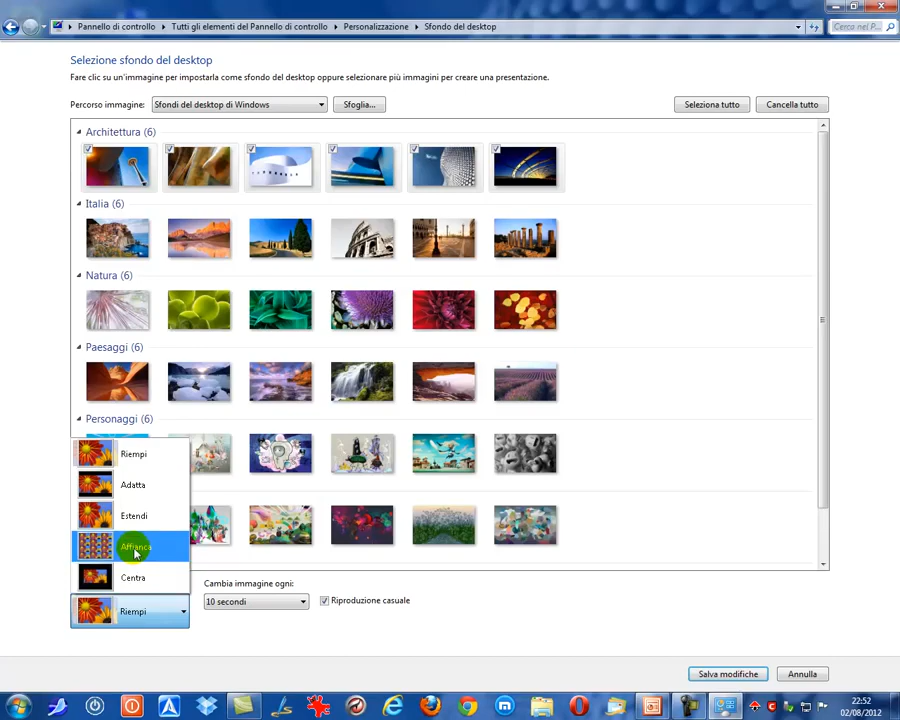 Pannello di controllo ▸ Tutti gli elementi del Pannello di controllo ▸ Personalizzazione ▸ Sfondo del desktop
Cerca nel P...
Selezione sfondo del desktop
Fare clic su un'immagine per impostarla come sfondo del desktop oppure selezionare più immagini per creare una presentazione.
Percorso immagine: Sfondi del desktop di Windows Sfoglia... Seleziona tutto Cancella tutto
Architettura (6)
Italia (6)
Natura (6)
Paesaggi (6)
Personaggi (6)
Riempi
Adatta
Estendi
Affianca
Centra
Riempi
Cambia immagine ogni:
10 secondi Riproduzione casuale
Salva modifiche Annulla
22:52
02/08/2012